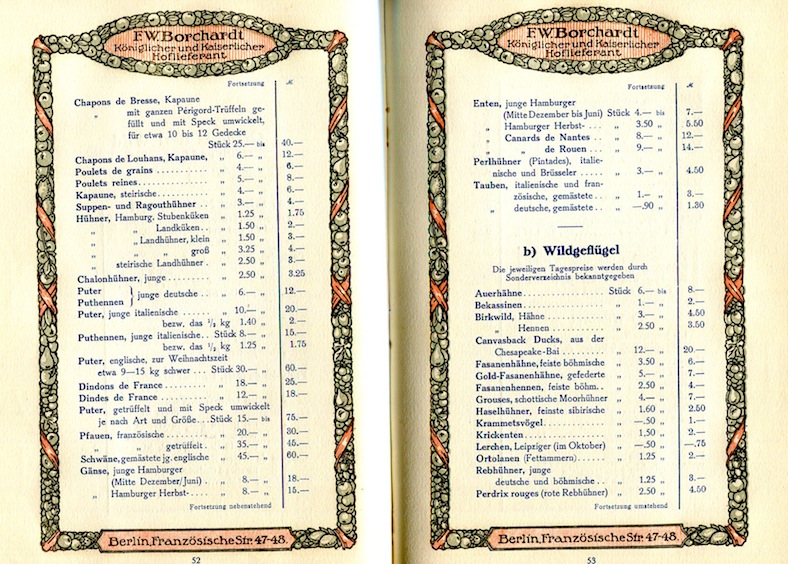 F.W. Borchardt
Königlicher und Kaiserlicher
Hoflieferant
Fortsetzung ℳ
Chapons de Bresse, Kapaune
„ mit ganzen Périgord-Trüffeln ge-
füllt und mit Speck umwickelt,
für etwa 10 bis 12 Gedecke
Stück 25.— bis 40.—
Chapons de Louhans, Kapaune, „ 6.— „ 12.—
Poulets de grains . . . . . . . . . . „ 4.— „ 6.—
Poulets reines . . . . . . . . . . „ 5.— „ 8.—
Kapaune, steirische . . . . . . . . „ 4.— „ 6.—
Suppen- und Ragouthühner . . „ 3.— „ 4.—
Hühner, Hamburg. Stubenküken „ 1.25 „ 1.75
„ „ Landküken . . „ 1.50 „ 2.—
„ „ Landhühner, klein „ 1.50 „ 3.—
„ „ „ groß „ 3.25 „ 4.—
„ steirische Landhühner . „ 2.50 „ 3.—
Chalonhühner, junge . . . . . . . „ 2.50 „ 3.25
Puter
Puthennen } junge deutsche . . „ 6.— „ 12.—
Puter, junge italienische . . . . . „ 10.— „ 20.—
bezw. das ½ kg 1.40 „ 2.—
Puthennen, junge italienische . . Stück 8.— „ 15.—
bezw. das ½ kg 1.25 „ 1.75
Puter, englische, zur Weihnachtszeit
etwa 9—15 kg schwer . . . Stück 30.— „ 60.—
Dindons de France . . . . . . . . „ 18.— „ 25.—
Dindes de France . . . . . . . . „ 12.— „ 18.—
Puter, getrüffelt und mit Speck umwickelt
je nach Art und Größe . . . Stück 15.— bis 75.—
Pfauen, französische . . . . . . . „ 20.— „ 30.—
„ „ getrüffelt . „ 35.— „ 45.—
Schwäne, gemästete jg. englische „ 45.— „ 60.—
Gänse, junge Hamburger
(Mitte Dezember/Juni) „ 8.— „ 18.—
„ Hamburger Herbst- . . . . „ 8.— „ 15.—
Fortsetzung nebenstehend
Berlin, Französische Str. 47-48.
52
F.W. Borchardt
Königlicher und Kaiserlicher
Hoflieferant
Fortsetzung ℳ
Enten, junge Hamburger
(Mitte Dezember bis Juni) Stück 4.— bis 7.—
„ Hamburger Herbst- . . . „ 3.50 „ 5.50
„ Canards de Nantes . . „ 8.— „ 12.—
„ „ de Rouen . . „ 9.— „ 14.—
Perlhühner (Pintades), italie-
nische und Brüsseler . . . . . „ 3.— „ 4.50
Tauben, italienische und fran-
zösische, gemästete . . . „ 1.— „ 3.—
„ deutsche, gemästete . . „ —.90 „ 1.30
b) Wildgeflügel
Die jeweiligen Tagespreise werden durch
Sonderverzeichnis bekanntgegeben
Auerhähne . . . . . . . . . . . . . Stück 6.— bis 8.—
Bekassinen . . . . . . . . . . . . „ 1.— „ 2.—
Birkwild, Hähne . . . . . . . . . „ 3.— „ 4.50
„ Hennen . . . . . . . . „ 2.50 „ 3.50
Canvasback Ducks, aus der
Chesapeake-Bai . . . . . . . . „ 12.— „ 20.—
Fasanenhähne, feiste böhmische „ 3.50 „ 6.—
Gold-Fasanenhähne, gefederte „ 5.— „ 7.—
Fasanenhennen, feiste böhm. . „ 2.50 „ 4.—
Grouses, schottische Moorhühner „ 4.— „ 7.—
Haselhühner, feinste sibirische „ 1.60 „ 2.50
Krammetsvögel . . . . . . . . . . „ —.50 „ 1.—
Krickenten . . . . . . . . . . . . „ 1.50 „ 2.—
Lerchen, Leipziger (im Oktober) „ —.50 „ —.75
Ortolanen (Fettammern) . . . . . . „ 1.25 „ 2.—
Rebhühner, junge
deutsche und böhmische . . „ 1.25 „ 3.—
Perdrix rouges (rote Rebhühner) „ 2.50 „ 4.50
Fortsetzung umstehend
Berlin, Französische Str. 47-48.
53